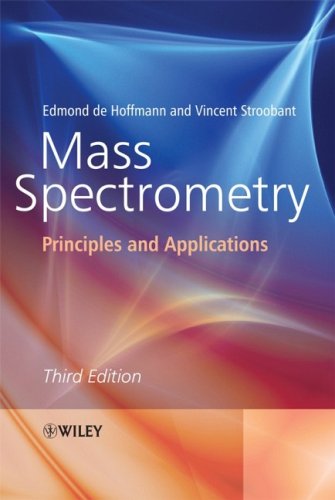 Edmond de Hoffmann and Vincent Stroobant
Mass
Spectrometry
Principles and Applications
Third Edition
WILEY